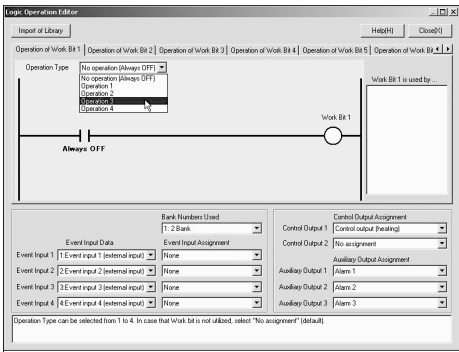 Logic Operation Editor
Import of Library
Help(H)
Close(X)
Operation of Work Bit 1
Operation of Work Bit 2
Operation of Work Bit 3
Operation of Work Bit 4
Operation of Work Bit 5
Operation of Work Bit
Operation Type
No operation (Always OFF)
Work Bit 1 is used by ...
No operation (Always OFF)
Operation 1
Operation 2
Operation 3
Operation 4
Work Bit 1
Always OFF
Bank Numbers Used
1: 2 Bank
Event Input Data
Event Input Assignment
Event Input 1
1:Event input 1 (external input)
None
Event Input 2
2:Event input 2 (external input)
None
Event Input 3
3:Event input 3 (external input)
None
Event Input 4
4:Event input 4 (external input)
None
Control Output Assignment
Control Output 1
Control output (heating)
Control Output 2
No assignment
Auxiliary Output Assignment
Auxiliary Output 1
Alarm 1
Auxiliary Output 2
Alarm 2
Auxiliary Output 3
Alarm 3
Operation Type can be selected from 1 to 4. In case that Work bit is not utilized, select "No assignment" (default).